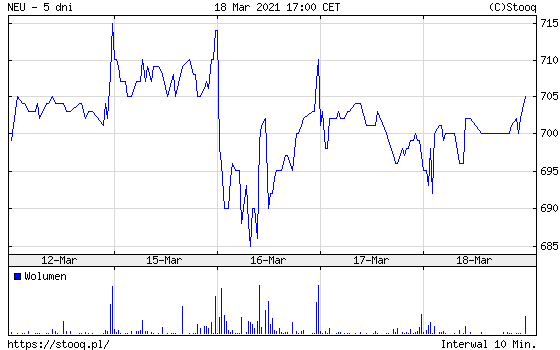 NEU - 5 dni 18 Mar 2021 17:00 CET (C)Stooq
715
710
705
700
695
690
685
12-Mar 15-Mar 16-Mar 17-Mar 18-Mar
Wolumen
https://stooq.pl/ Interwal 10 Min.